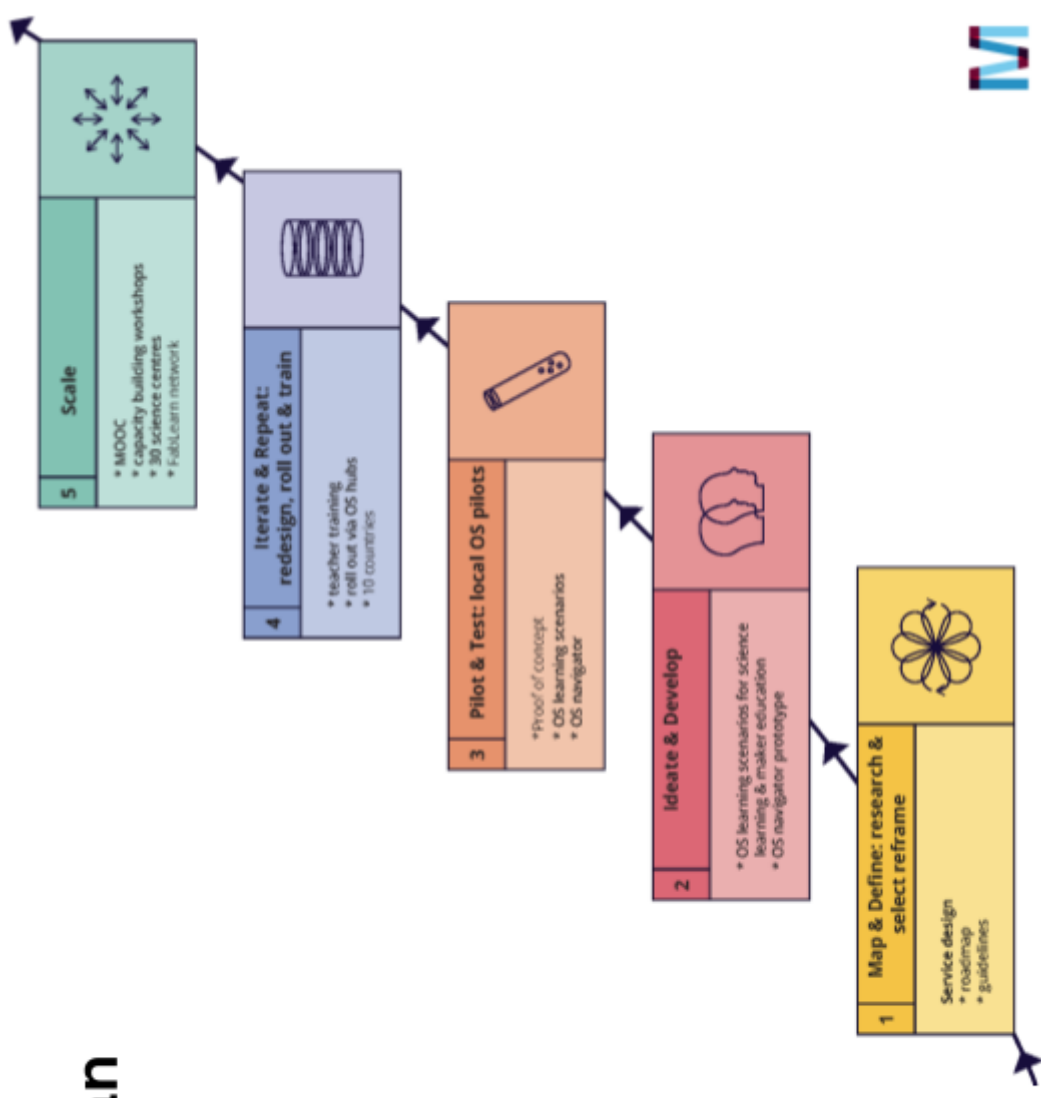 an
M
1
Map & Define: research &
select reframe
Service design
* roadmap
* guidelines
2
Ideate & Develop
* OS learning scenarios for science
learning & maker education
* OS navigator prototype
3
Pilot & Test: local OS pilots
*Proof of concept
* OS learning scenarios
* OS navigator
4
Iterate & Repeat:
redesign, roll out & train
* teacher training
* roll out via OS hubs
* 10 countries
5
Scale
* MOOC
* capacity building workshops
* 30 science centres
* FabLearn network